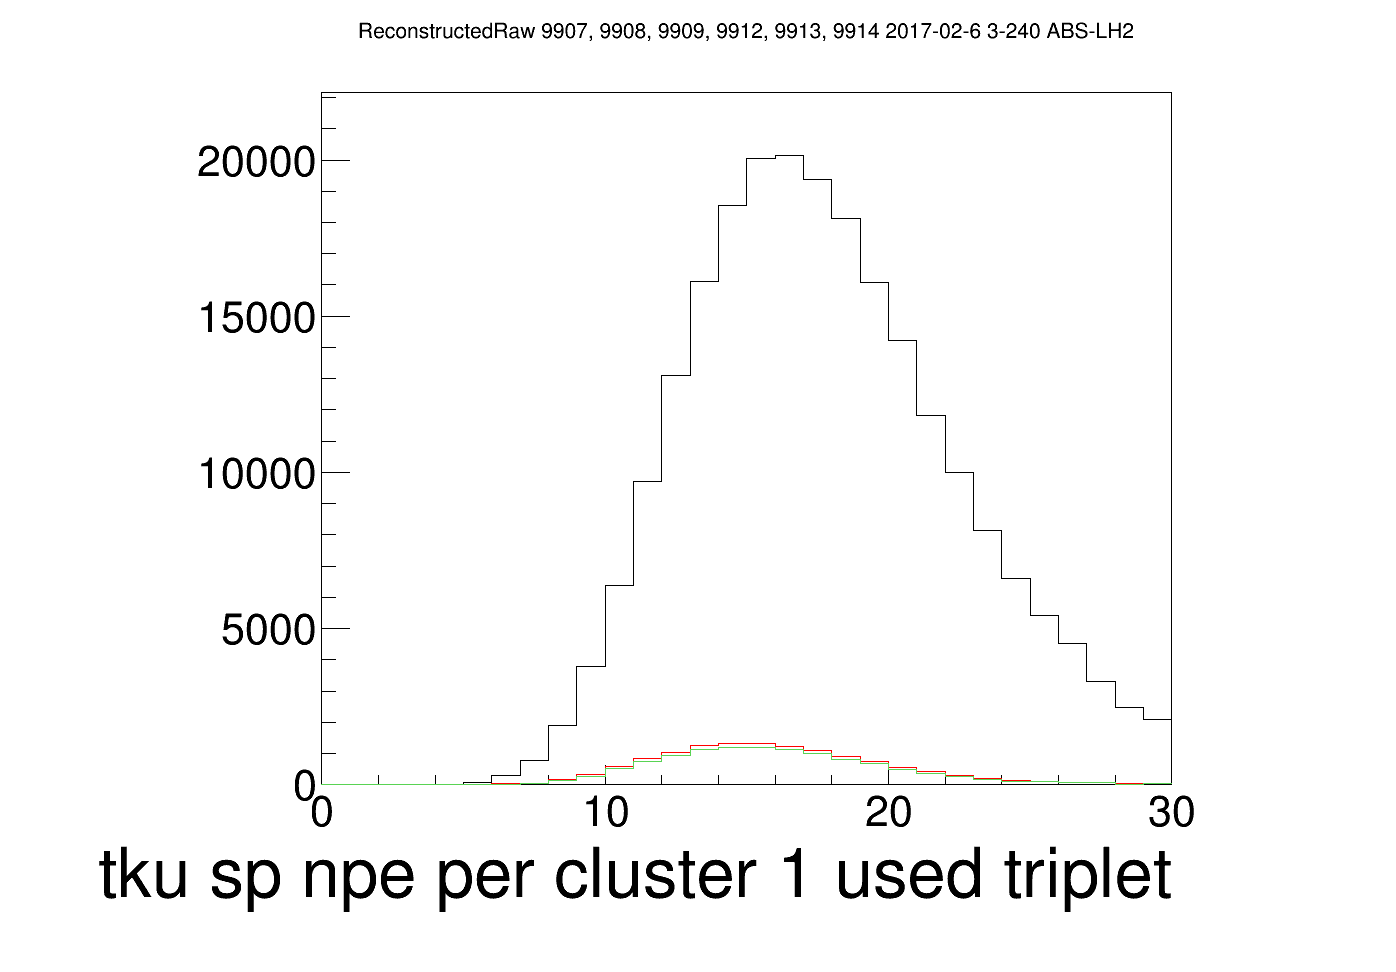 ReconstructedRaw 9907, 9908, 9909, 9912, 9913, 9914 2017-02-6 3-240 ABS-LH2
20000
15000
10000
5000
0
0 10 20 30
tku sp npe per cluster 1 used triplet